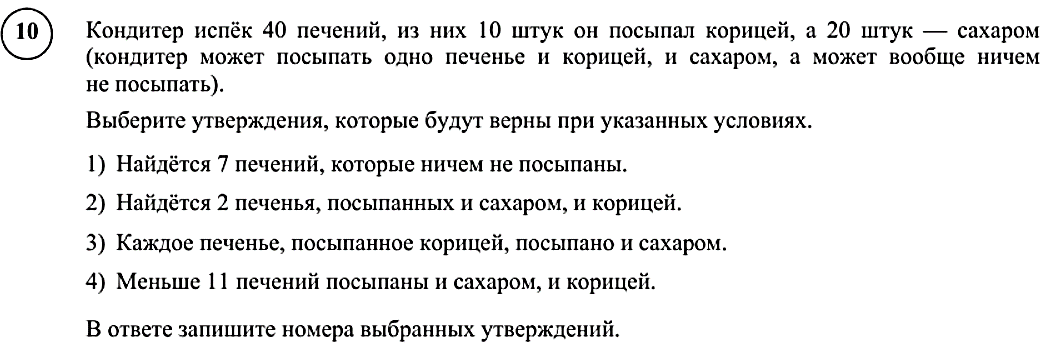 10
Кондитер испёк 40 печений, из них 10 штук он посыпал корицей, а 20 штук — сахаром
(кондитер может посыпать одно печенье и корицей, и сахаром, а может вообще ничем
не посыпать).
Выберите утверждения, которые будут верны при указанных условиях.
1) Найдётся 7 печений, которые ничем не посыпаны.
2) Найдётся 2 печенья, посыпанных и сахаром, и корицей.
3) Каждое печенье, посыпанное корицей, посыпано и сахаром.
4) Меньше 11 печений посыпаны и сахаром, и корицей.
В ответе запишите номера выбранных утверждений.